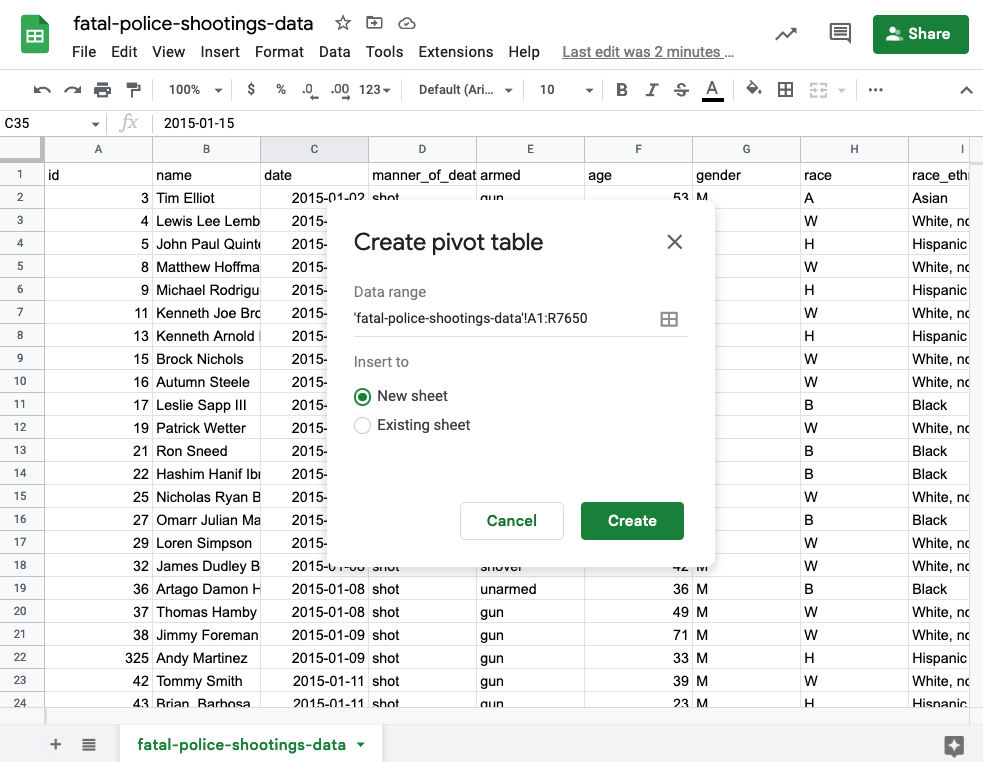 fatal-police-shootings-data
File Edit View Insert Format Data Tools Extensions Help Last edit was 2 minutes …
Share
100% $ % .0 .00 123 Default (Ari... 10 B I S A
C35 fx 2015-01-15
A B C D E F G H I
1 id name date manner_of_deat armed age gender race race_ethn
2 3 Tim Elliot 2015-01-02 shot gun 53 M A Asian
3 4 Lewis Lee Lemb 2015- W White, no
4 5 John Paul Quinte 2015- H Hispanic
5 8 Matthew Hoffma 2015- W White, no
6 9 Michael Rodrigu 2015- H Hispanic
7 11 Kenneth Joe Bro 2015- W White, no
8 13 Kenneth Arnold 2015- H Hispanic
9 15 Brock Nichols 2015- W White, no
10 16 Autumn Steele 2015- W White, no
11 17 Leslie Sapp III 2015- B Black
12 19 Patrick Wetter 2015- W White, no
13 21 Ron Sneed 2015- B Black
14 22 Hashim Hanif Ibr 2015- B Black
15 25 Nicholas Ryan B 2015- W White, no
16 27 Omarr Julian Ma 2015- B Black
17 29 Loren Simpson 2015- W White, no
18 32 James Dudley B 2015-01-08 shot shovel 42 M W White, no
19 36 Artago Damon H 2015-01-08 shot unarmed 36 M B Black
20 37 Thomas Hamby 2015-01-08 shot gun 49 M W White, no
21 38 Jimmy Foreman 2015-01-09 shot gun 71 M W White, no
22 325 Andy Martinez 2015-01-09 shot gun 33 M H Hispanic
23 42 Tommy Smith 2015-01-11 shot gun 39 M W White, no
24 43 Brian Barbosa 2015-01-11 shot gun 23 M H Hispanic
Create pivot table
Data range
'fatal-police-shootings-data'!A1:R7650
Insert to
New sheet
Existing sheet
Cancel Create
fatal-police-shootings-data